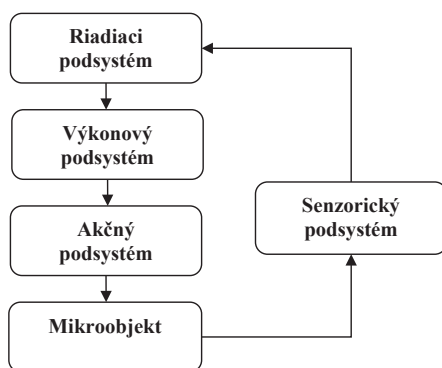 Riadiaci
podsystém
Výkonový
podsystém
Akčný
podsystém
Mikroobjekt
Senzorický
podsystém